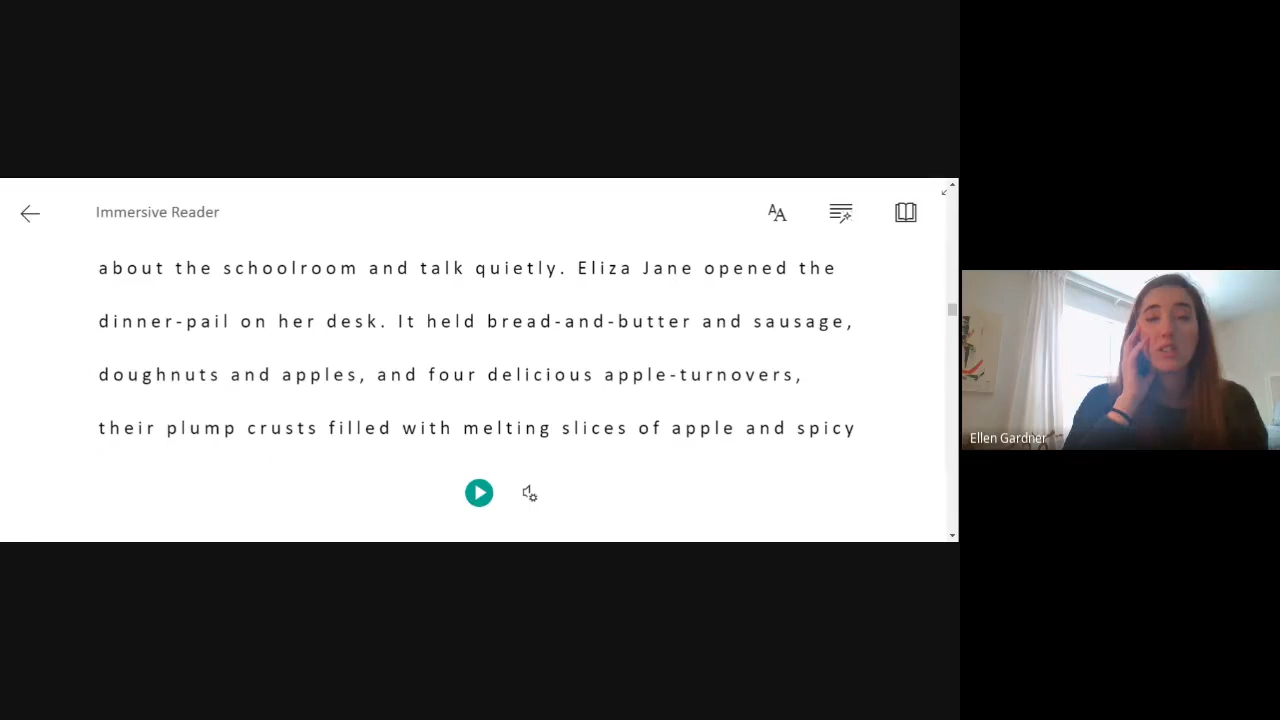 Immersive Reader
about the schoolroom and talk quietly. Eliza Jane opened the
dinner-pail on her desk. It held bread-and-butter and sausage,
doughnuts and apples, and four delicious apple-turnovers,
their plump crusts filled with melting slices of apple and spicy
Ellen Gardner